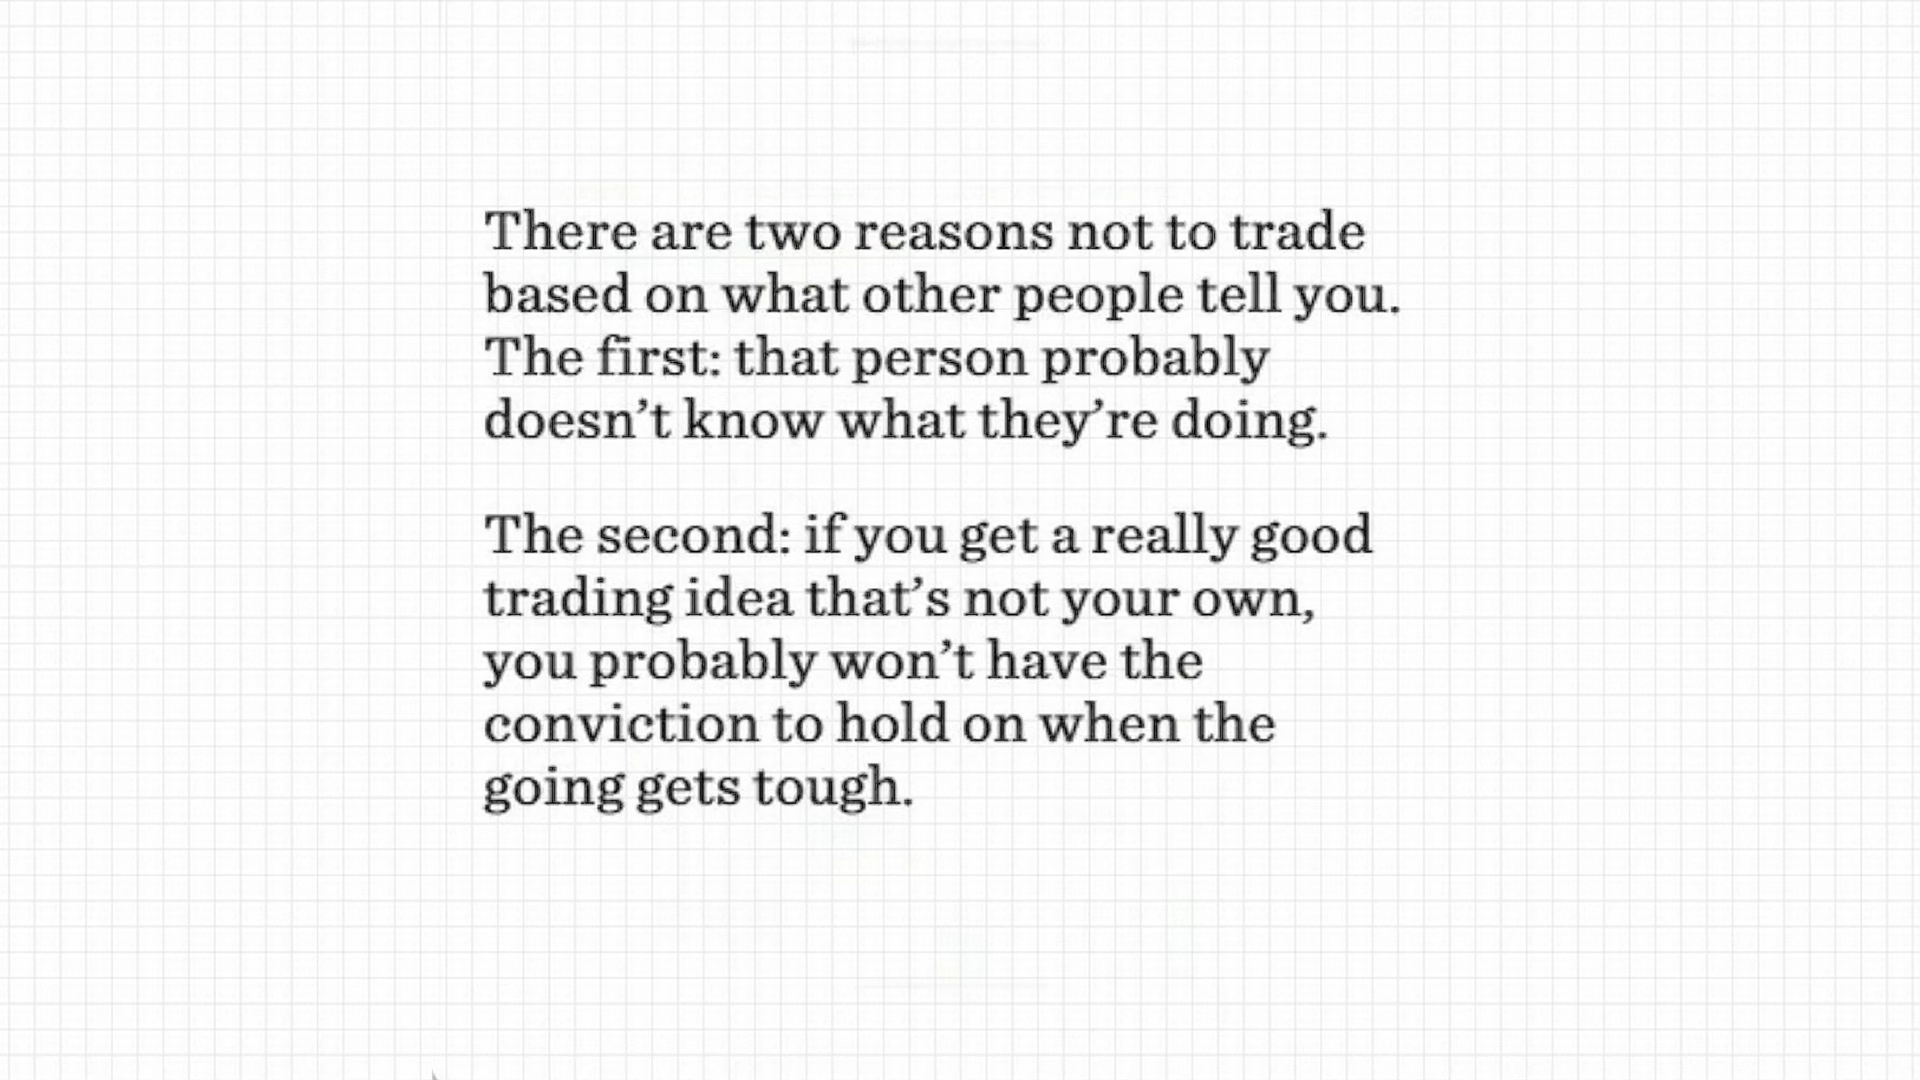 There are two reasons not to trade
based on what other people tell you.
The first: that person probably
doesn’t know what they’re doing.
The second: if you get a really good
trading idea that’s not your own,
you probably won’t have the
conviction to hold on when the
going gets tough.